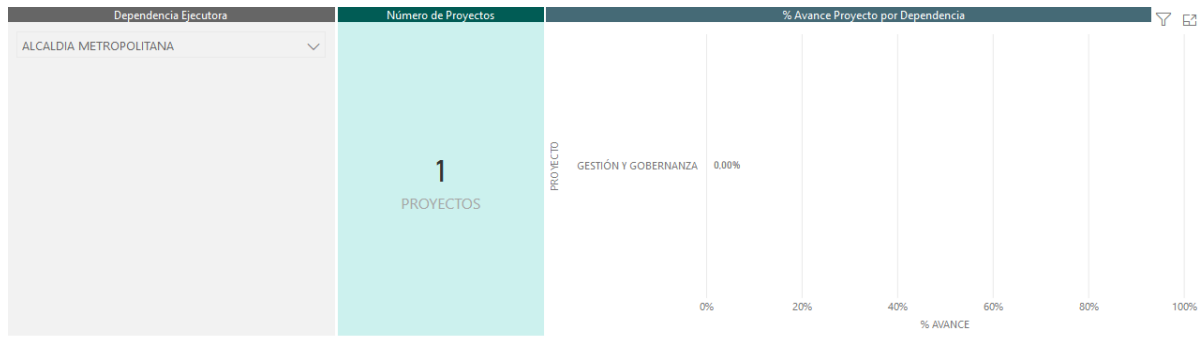 Dependencia Ejecutora
ALCALDIA METROPOLITANA
Número de Proyectos
1
PROYECTOS
% Avance Proyecto por Dependencia
PROYECTO
GESTIÓN Y GOBERNANZA 0,00%
0% 20% 40% 60% 80% 100%
% AVANCE